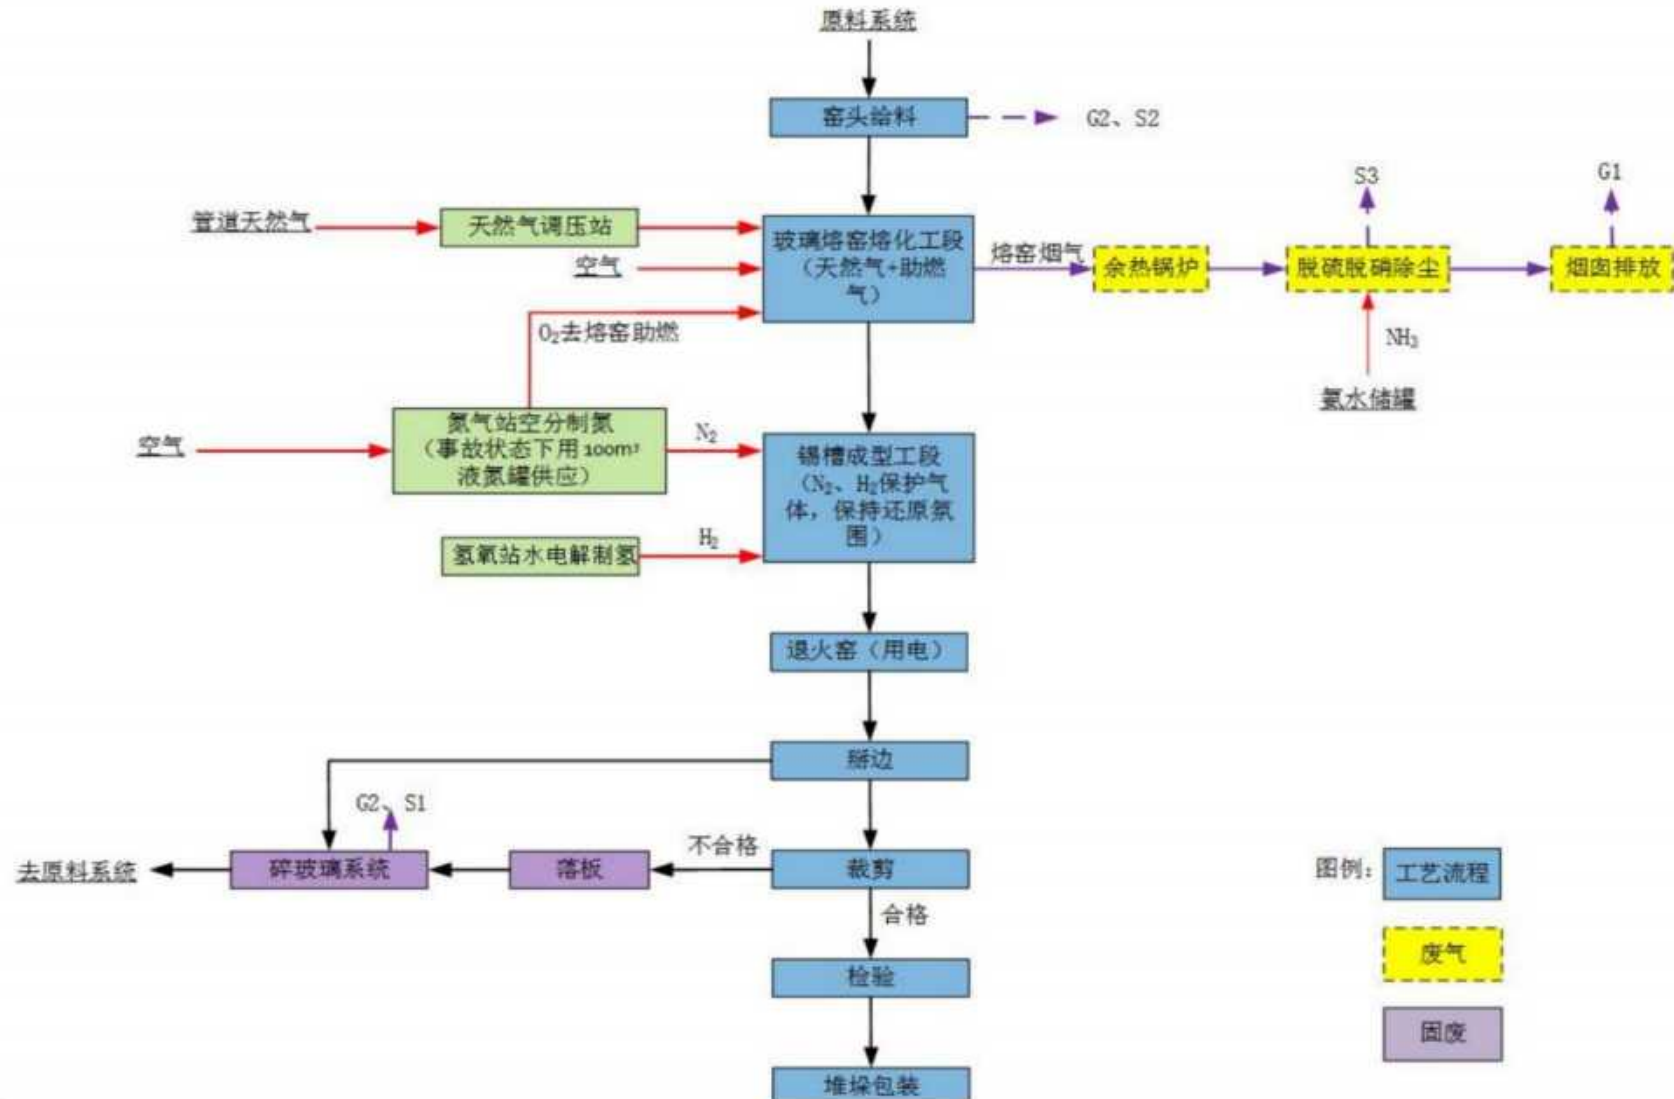 原料系统
窑头给料
G2、S2
S3
G1
管道天然气
天然气调压站
空气
玻璃熔窑熔化工段
（天然气+助燃
气）
熔窑烟气
余热锅炉
脱硫脱硝除尘
烟囱排放
O₂去熔窑助燃
NH₃
氨水储罐
空气
氮气站空分制氮
（事故状态下用100m³
液氮罐供应）
N₂
锡槽成型工段
（N₂、H₂保护气
体，保持还原氛
围）
氢氧站水电解制氢
H₂
退火窑（用电）
掰边
G2、S1
去原料系统
碎玻璃系统
落板
不合格
裁剪
合格
检验
堆垛包装
图例：
工艺流程
废气
固废